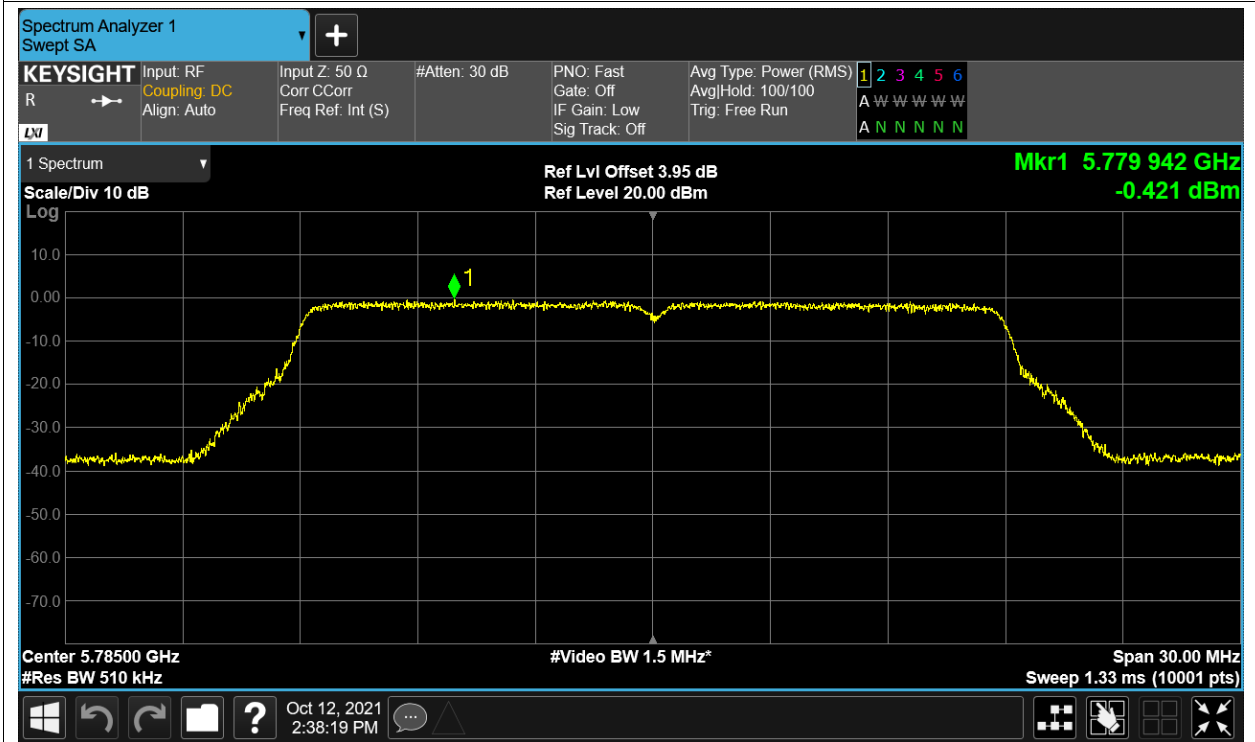 Spectrum Analyzer 1
Swept SA
KEYSIGHT
R
LXI
Input: RF
Coupling: DC
Align: Auto
Input Z: 50 Ω
Corr CCorr
Freq Ref: Int (S)
#Atten: 30 dB
PNO: Fast
Gate: Off
IF Gain: Low
Sig Track: Off
Avg Type: Power (RMS)
Avg|Hold: 100/100
Trig: Free Run
1 2 3 4 5 6
A W W W W W
A N N N N N
1 Spectrum
Scale/Div 10 dB
Ref Lvl Offset 3.95 dB
Ref Level 20.00 dBm
Mkr1 5.779 942 GHz
-0.421 dBm
Log
10.0
0.00
-10.0
-20.0
-30.0
-40.0
-50.0
-60.0
-70.0
1
Center 5.78500 GHz
#Res BW 510 kHz
#Video BW 1.5 MHz*
Span 30.00 MHz
Sweep 1.33 ms (10001 pts)
?
Oct 12, 2021
2:38:19 PM